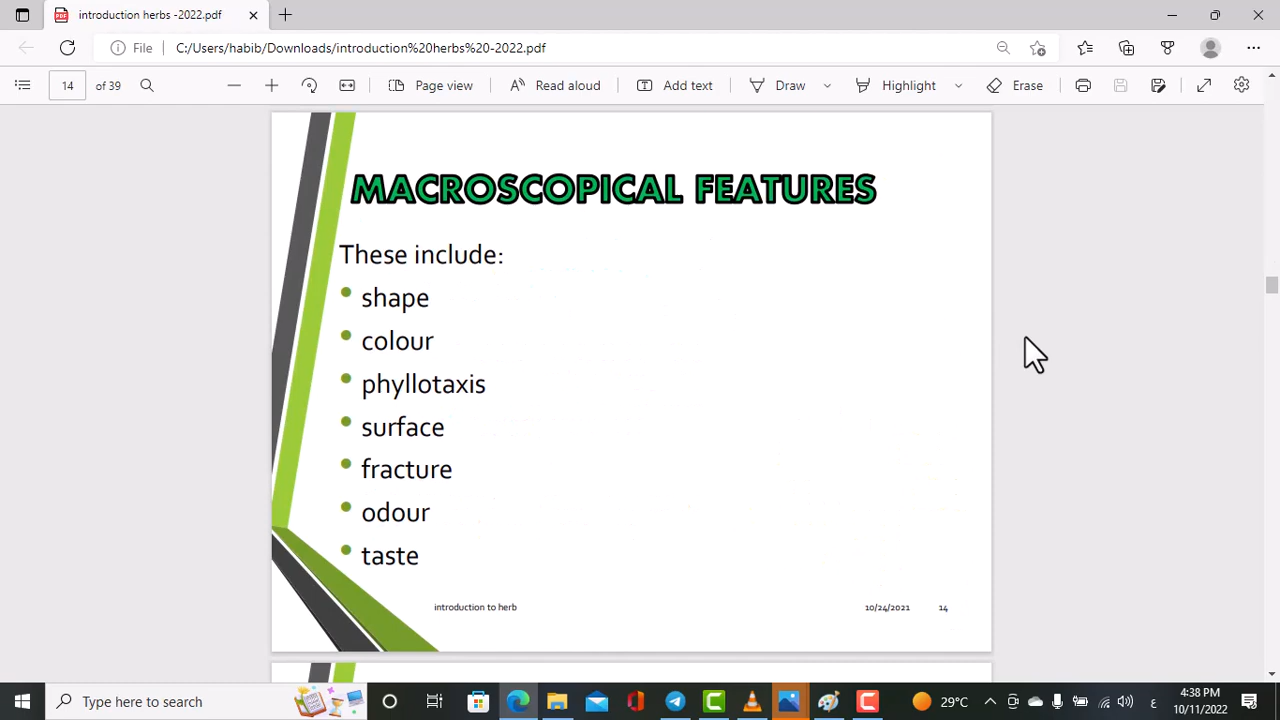 introduction herbs -2022.pdf
File
C:/Users/habib/Downloads/introduction%20herbs%20-2022.pdf
14 of 39
Page view
Read aloud
Add text
Draw
Highlight
Erase
MACROSCOPICAL FEATURES
These include:
shape
colour
phyllotaxis
surface
fracture
odour
taste
introduction to herb 10/24/2021 14
Type here to search
29°C
ع
4:38 PM
10/11/2022